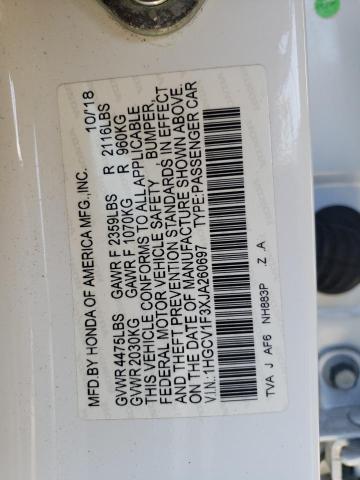 MFD.BY HONDA OF AMERICA MFG.,INC. 10/18
GVWR 4475LBS GAWR F 2359LBS R 2116LBS
GVWR 2030KG GAWR F 1070KG R 960KG
THIS VEHICLE CONFORMS TO ALL APPLICABLE
FEDERAL MOTOR VEHICLE SAFETY , BUMPER,
AND THEFT PREVENTION STANDARDS IN EFFECT
ON THE DATE OF MANUFACTURE SHOWN ABOVE.
V.I.N.:1HGCV1F3XJA260697 TYPE:PASSENGER CAR
TVA J AF6 NH883P Z A